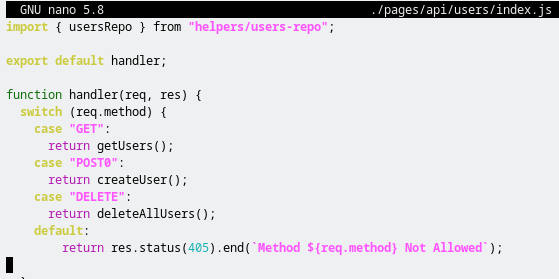 GNU nano 5.8 ./pages/api/users/index.js
import { usersRepo } from "helpers/users-repo";
export default handler;
function handler(req, res) {
switch (req.method) {
case "GET":
return getUsers();
case "POST0":
return createUser();
case "DELETE":
return deleteAllUsers();
default:
return res.status(405).end(`Method ${req.method} Not Allowed`);
}